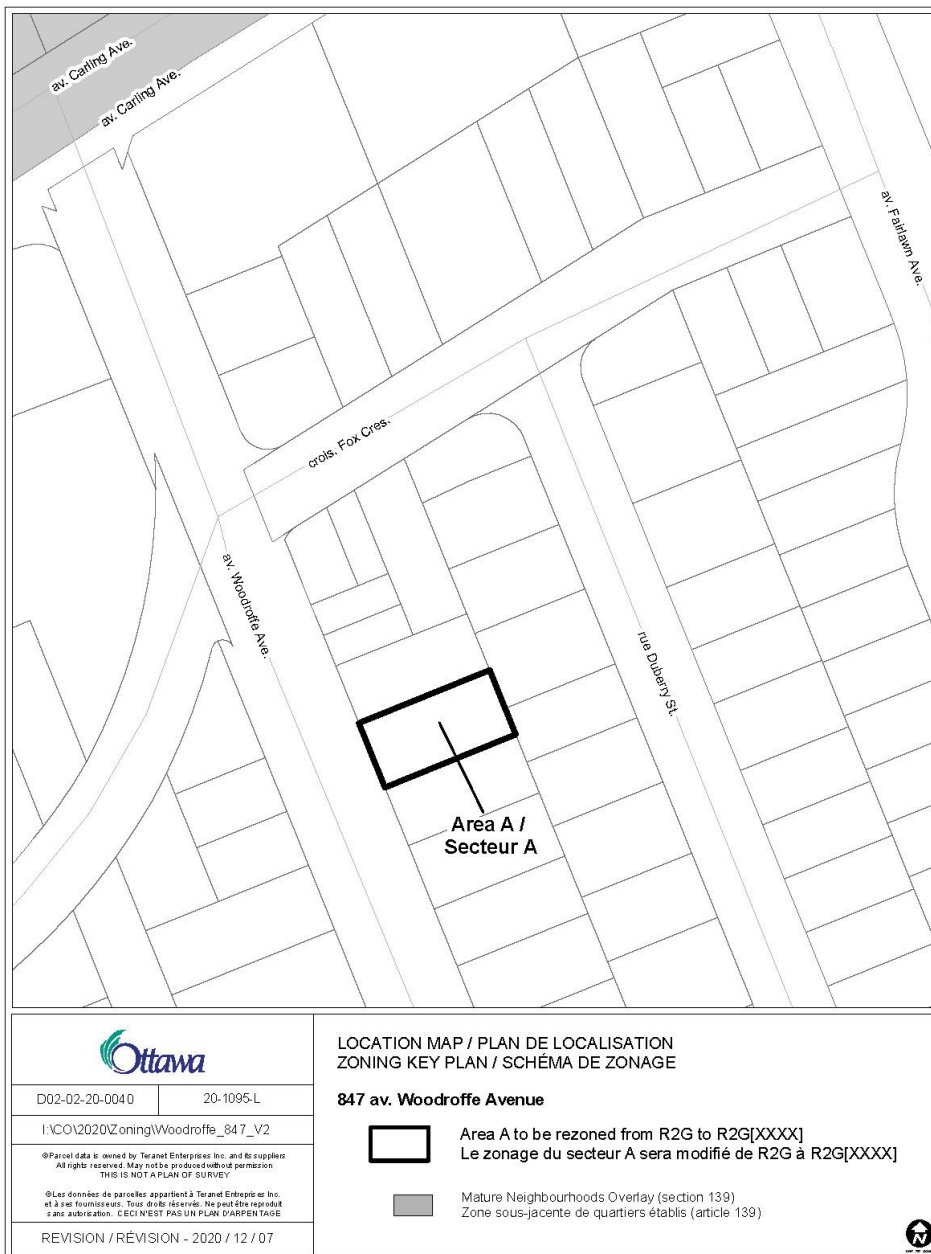 av. Carling Ave.
av. Carling Ave.
av. Fairlawn Ave.
crois. Fox Cres.
av. Woodroffe Ave.
rue Duberry St.
Area A /
Secteur A
Ottawa
D02-02-20-0040
20-1095-L
I:\CO\2020\Zoning\Woodroffe_847_V2
©Parcel data is owned by Teranet Enterprises Inc. and its suppliers
All rights reserved. May not be produced without permission
THIS IS NOT A PLAN OF SURVEY
©Les données de parcelles appartient à Teranet Entreprises Inc.
et à ses fournisseurs. Tous droits réservés. Ne peut être reproduit
sans autorisation. CECI N'EST PAS UN PLAN D'ARPENTAGE
REVISION / RÉVISION - 2020 / 12 / 07
LOCATION MAP / PLAN DE LOCALISATION
ZONING KEY PLAN / SCHÉMA DE ZONAGE
847 av. Woodroffe Avenue
Area A to be rezoned from R2G to R2G[XXXX]
Le zonage du secteur A sera modifié de R2G à R2G[XXXX]
Mature Neighbourhoods Overlay (section 139)
Zone sous-jacente de quartiers établis (article 139)
N